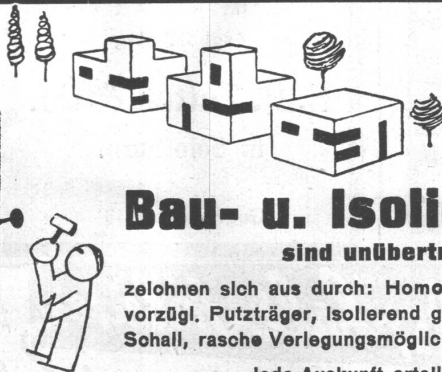 Bau- u. Isoli
sind unübertr
zeichnen sich aus durch: Homo
vorzügl. Putzträger, isolierend g
Schall, rasche Verlegungsmöglic
Jede Auskunft erteil